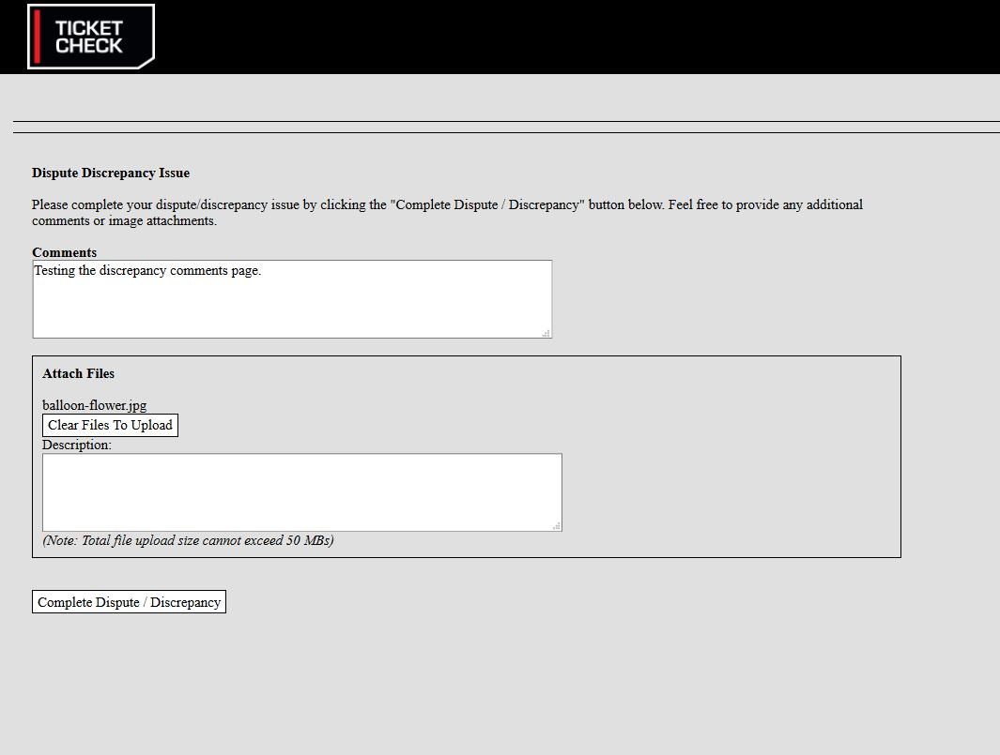 TICKET
CHECK
Dispute Discrepancy Issue
Please complete your dispute/discrepancy issue by clicking the "Complete Dispute / Discrepancy" button below. Feel free to provide any additional
comments or image attachments.
Comments
Testing the discrepancy comments page.
Attach Files
balloon-flower.jpg
Clear Files To Upload
Description:
(Note: Total file upload size cannot exceed 50 MBs)
Complete Dispute / Discrepancy